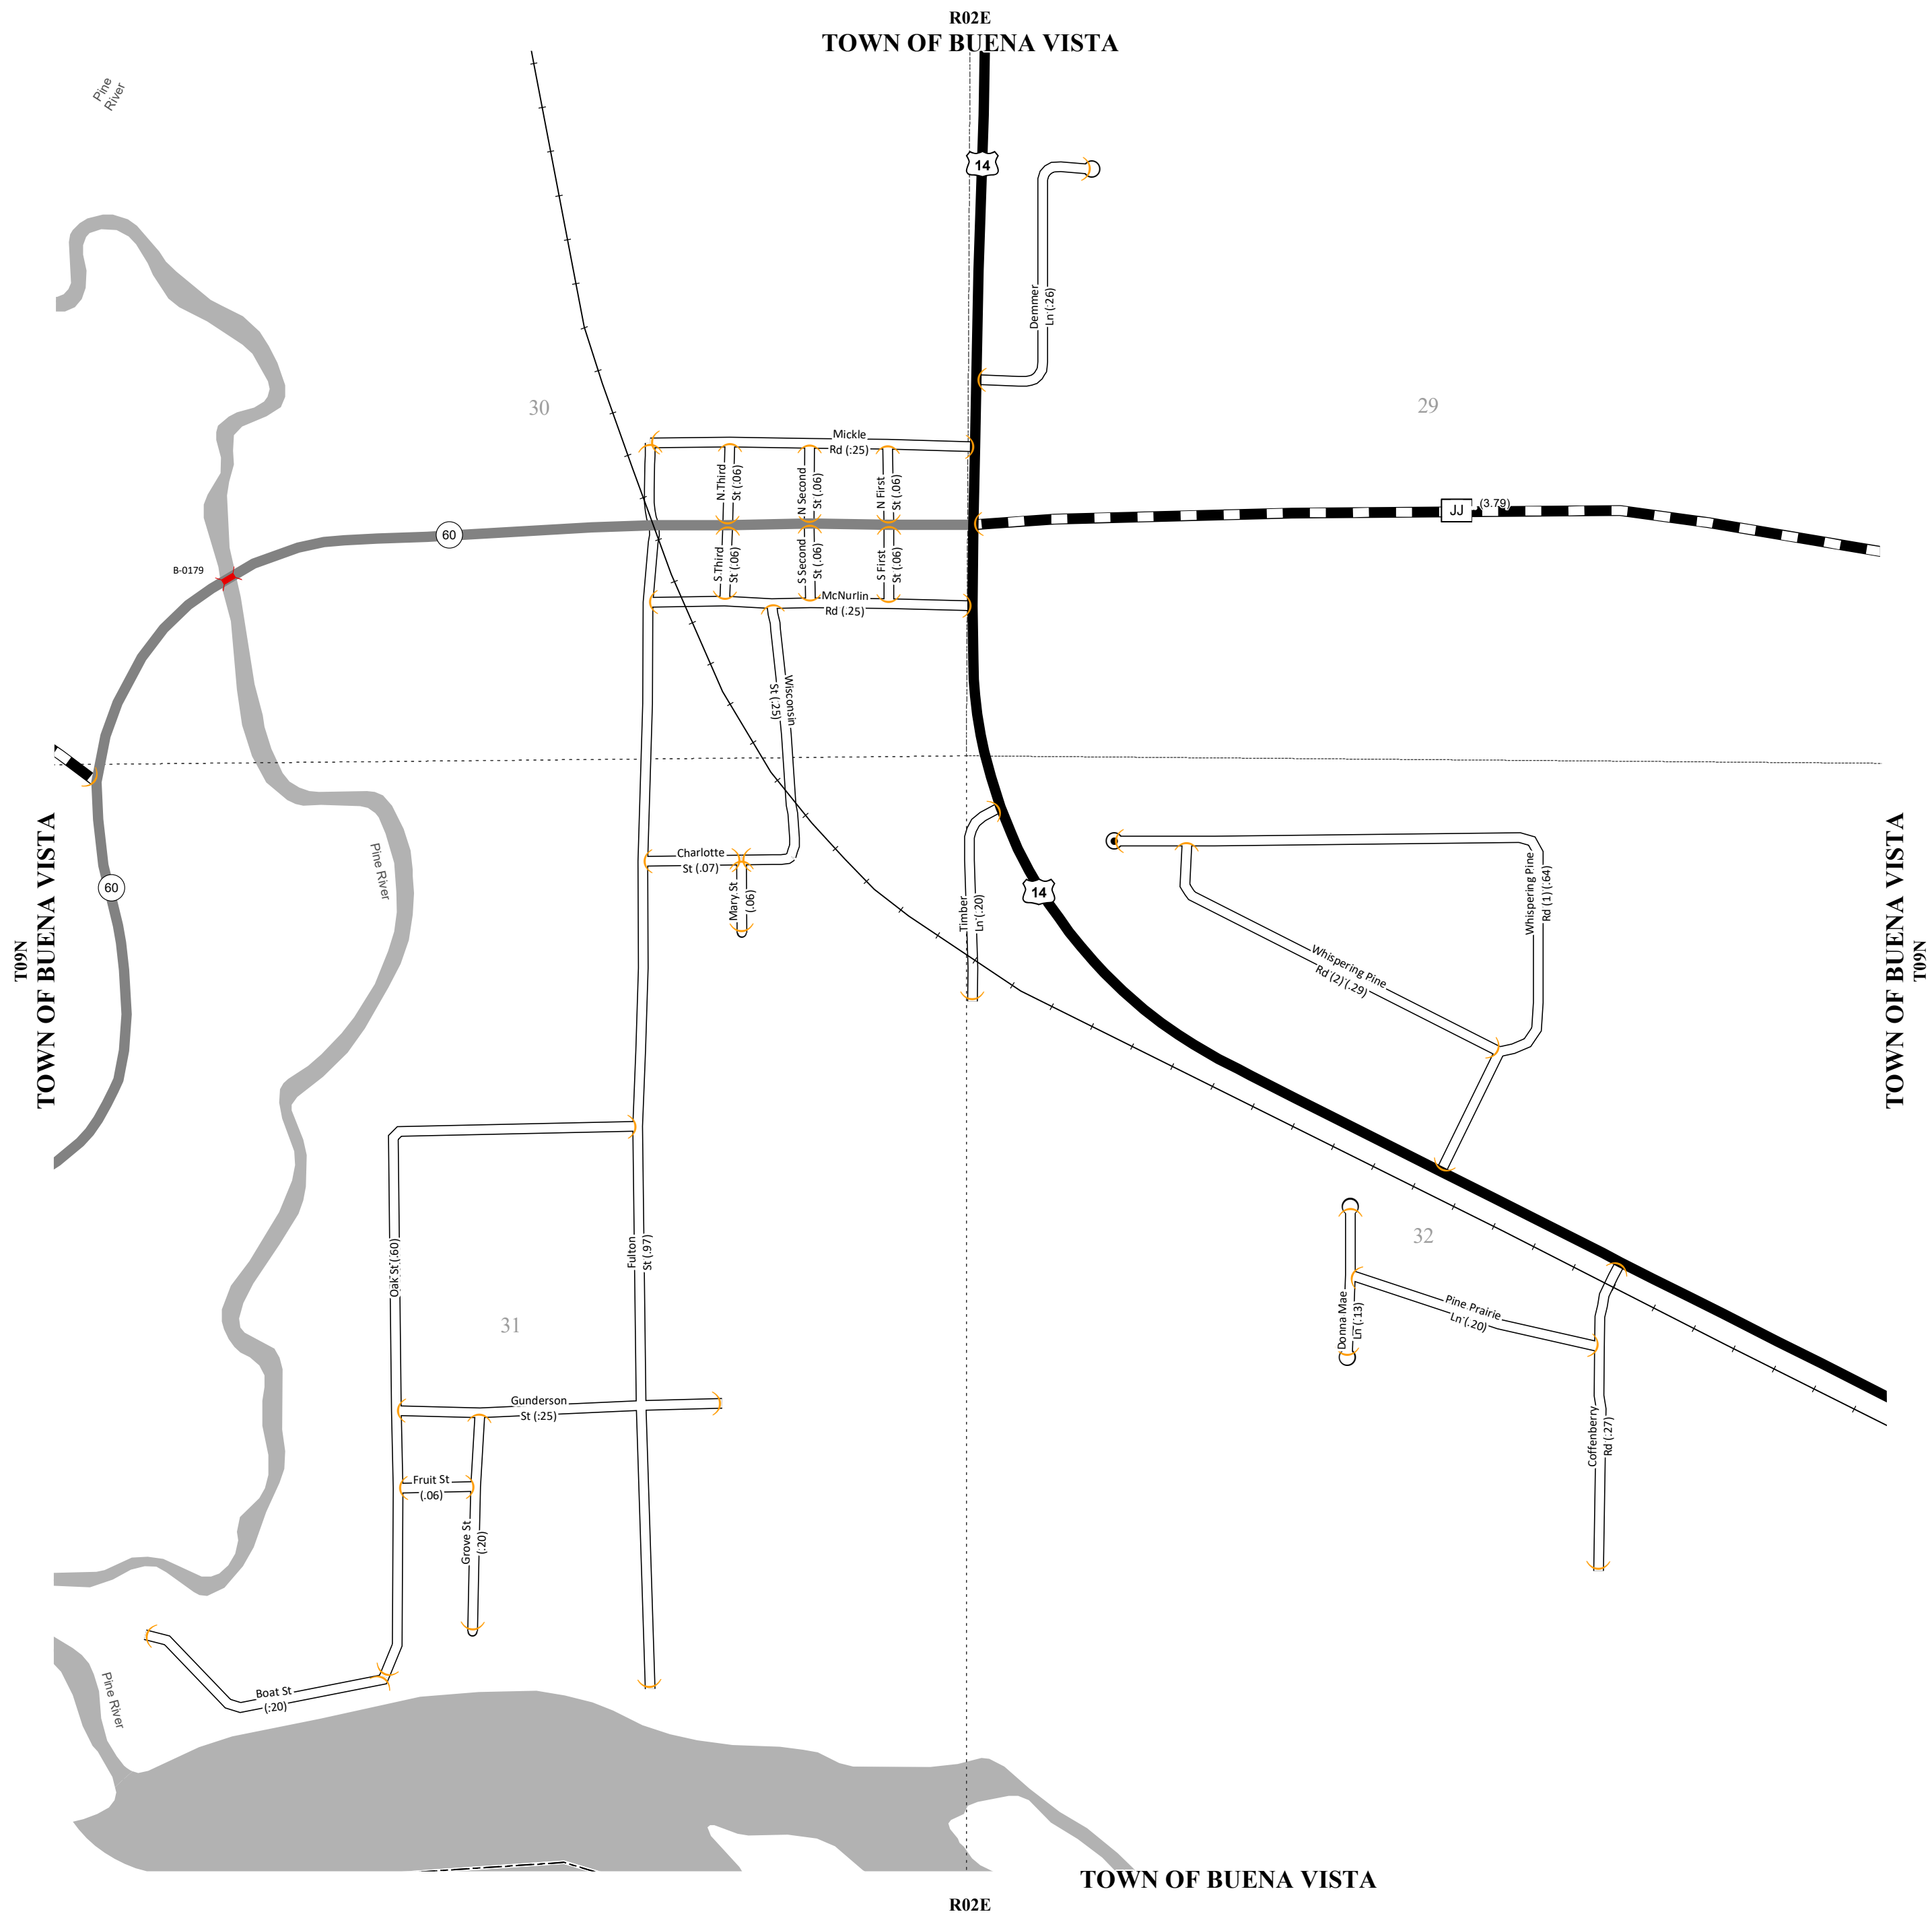 R02E
TOWN OF BUENA VISTA
Pine
River
14
Demmer
Ln (.26)
30
29
Mickle
Rd (.25)
N Third
St (.06)
N Second
St (.06)
N First
St (.06)
JJ
(3.79)
60
B-0179
S Third
St (.06)
S Second
St (.06)
S First
St (.06)
McNurlin
Rd (.25)
Wisconsin
St (.25)
TOWN OF BUENA VISTA
T09N
60
Pine River
Charlotte
St (.07)
Mary St
(.06)
Timber
Ln (.20)
14
Whispering Pine
Rd (1) (.64)
Whispering Pine
Rd (2) (.29)
TOWN OF BUENA VISTA
T09N
Oak St (.60)
Fulton
St (.97)
32
31
Donna Mae
Ln (.13)
Pine Prairie
Ln (.20)
Gunderson
St (.25)
Coffenberry
Rd (.27)
Fruit St
(.06)
Grove St
(.20)
Boat St
(.20)
Pine River
TOWN OF BUENA VISTA
R02E